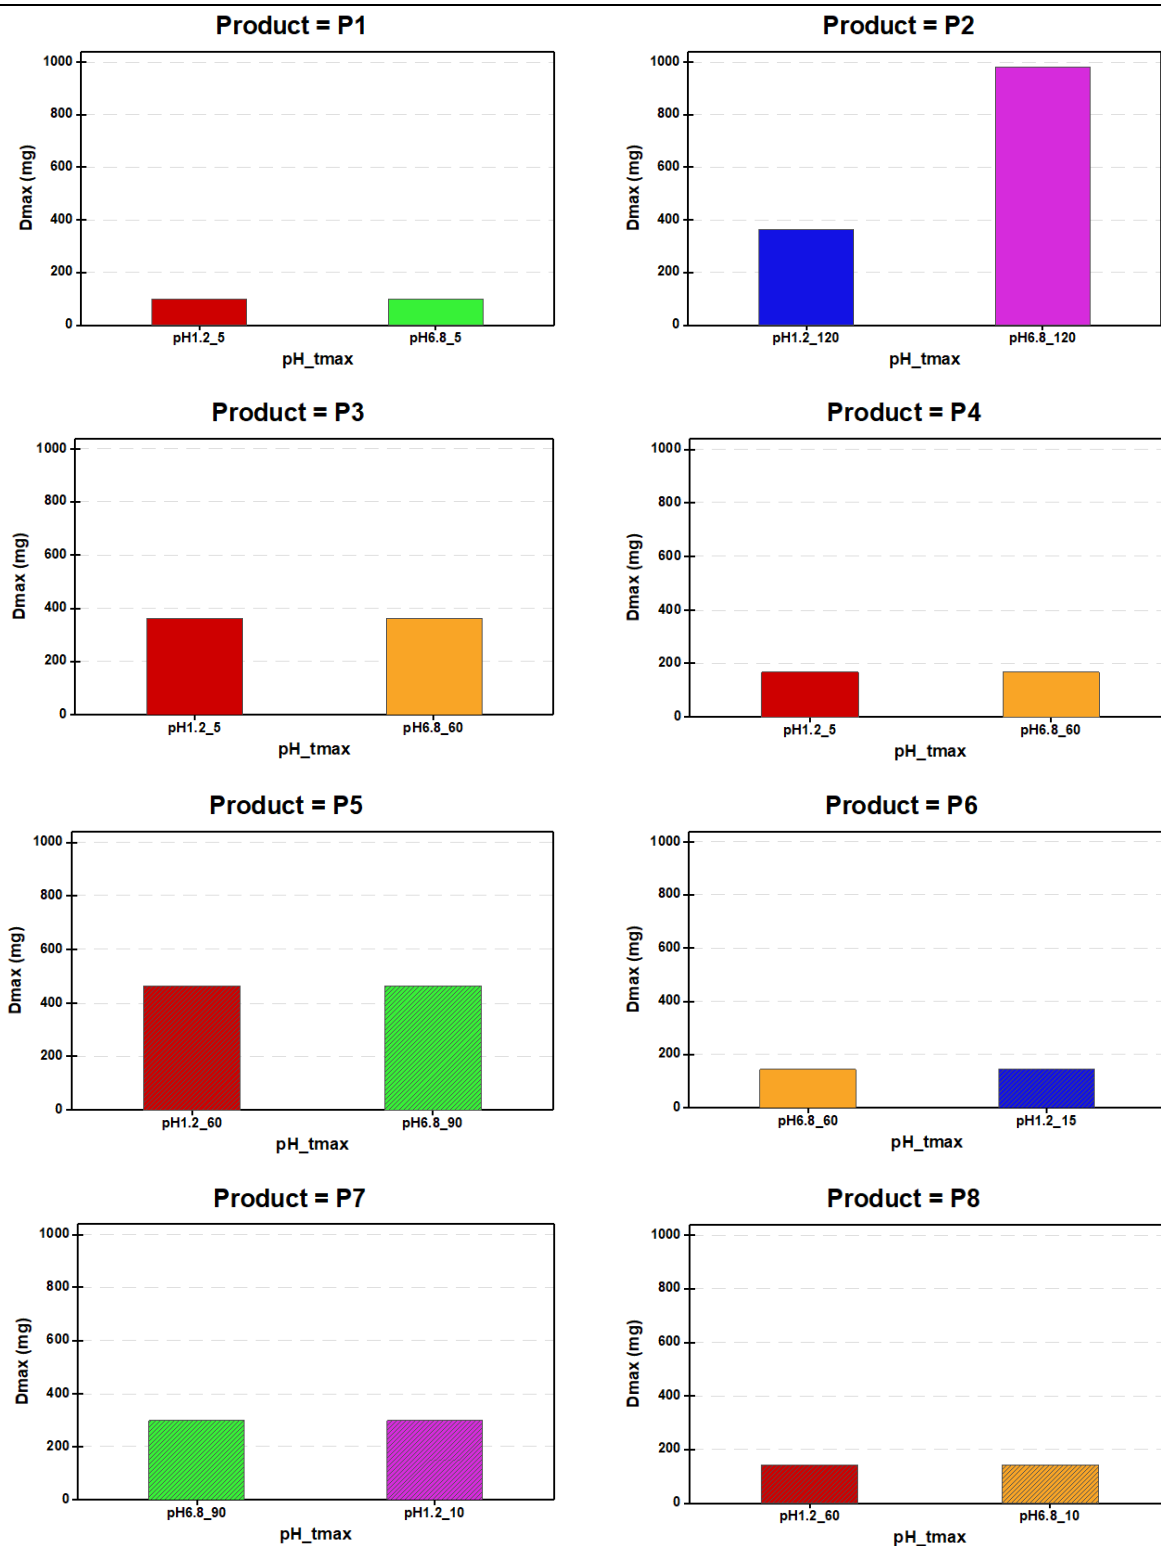 Product = P1
1000
800
600
400
200
0
Dmax (mg)
pH1.2_5 pH6.8_5
pH_tmax
Product = P2
1000
800
600
400
200
0
Dmax (mg)
pH1.2_120 pH6.8_120
pH_tmax
Product = P3
1000
800
600
400
200
0
Dmax (mg)
pH1.2_5 pH6.8_60
pH_tmax
Product = P4
1000
800
600
400
200
0
Dmax (mg)
pH1.2_5 pH6.8_60
pH_tmax
Product = P5
1000
800
600
400
200
0
Dmax (mg)
pH1.2_60 pH6.8_90
pH_tmax
Product = P6
1000
800
600
400
200
0
Dmax (mg)
pH6.8_60 pH1.2_15
pH_tmax
Product = P7
1000
800
600
400
200
0
Dmax (mg)
pH6.8_90 pH1.2_10
pH_tmax
Product = P8
1000
800
600
400
200
0
Dmax (mg)
pH1.2_60 pH6.8_10
pH_tmax